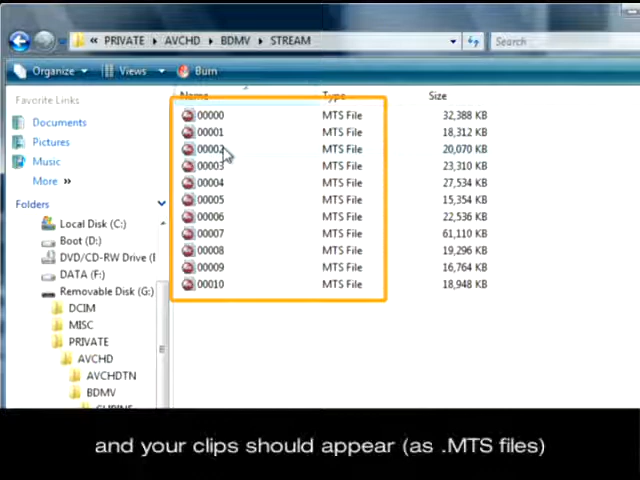 « PRIVATE ▸ AVCHD ▸ BDMV ▸ STREAM Search
Organize Views Burn
Favorite Links
Documents
Pictures
Music
More »
Folders
Local Disk (C:)
Boot (D:)
DVD/CD-RW Drive (E
DATA (F:)
Removable Disk (G:)
DCIM
MISC
PRIVATE
AVCHD
AVCHDTN
BDMV
Name Type Size
00000 MTS File 32,388 KB
00001 MTS File 18,312 KB
00002 MTS File 20,070 KB
00003 MTS File 23,310 KB
00004 MTS File 27,534 KB
00005 MTS File 15,354 KB
00006 MTS File 22,536 KB
00007 MTS File 61,110 KB
00008 MTS File 19,296 KB
00009 MTS File 16,764 KB
00010 MTS File 18,948 KB
and your clips should appear (as .MTS files)